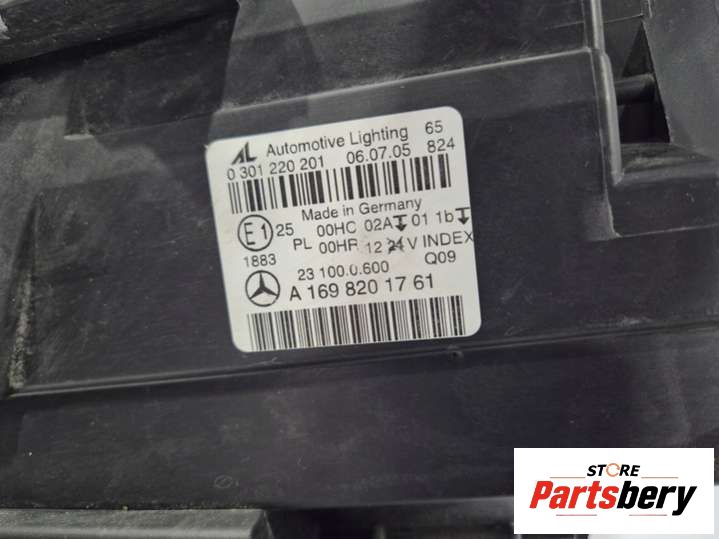 AL Automotive Lighting 65
0 301 220 201 06.07.05 824
Made in Germany
E1 25 00HC 02A 01 1b
PL 00HR 12 24 V INDEX
1883 23 100.0.600 Q09
A 169 820 17 61
STORE
Partsbery